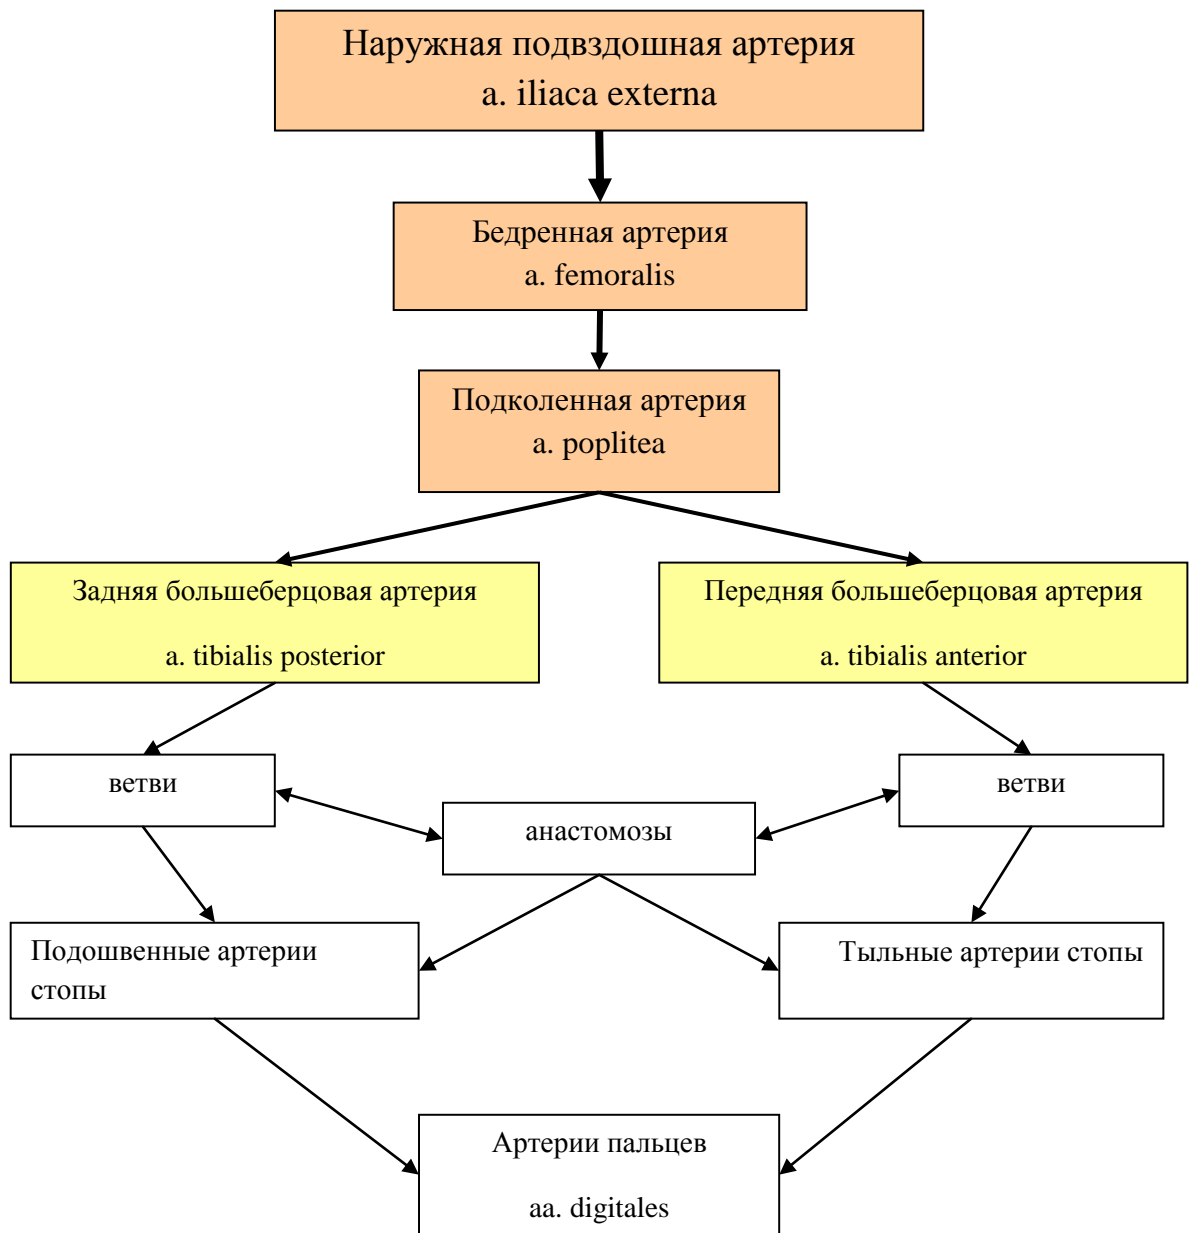 Наружная подвздошная артерия
a. iliaca externa
Бедренная артерия
a. femoralis
Подколенная артерия
a. poplitea
Задняя большеберцовая артерия
a. tibialis posterior
Передняя большеберцовая артерия
a. tibialis anterior
ветви
ветви
анастомозы
Подошвенные артерии
стопы
Тыльные артерии стопы
Артерии пальцев
aa. digitales